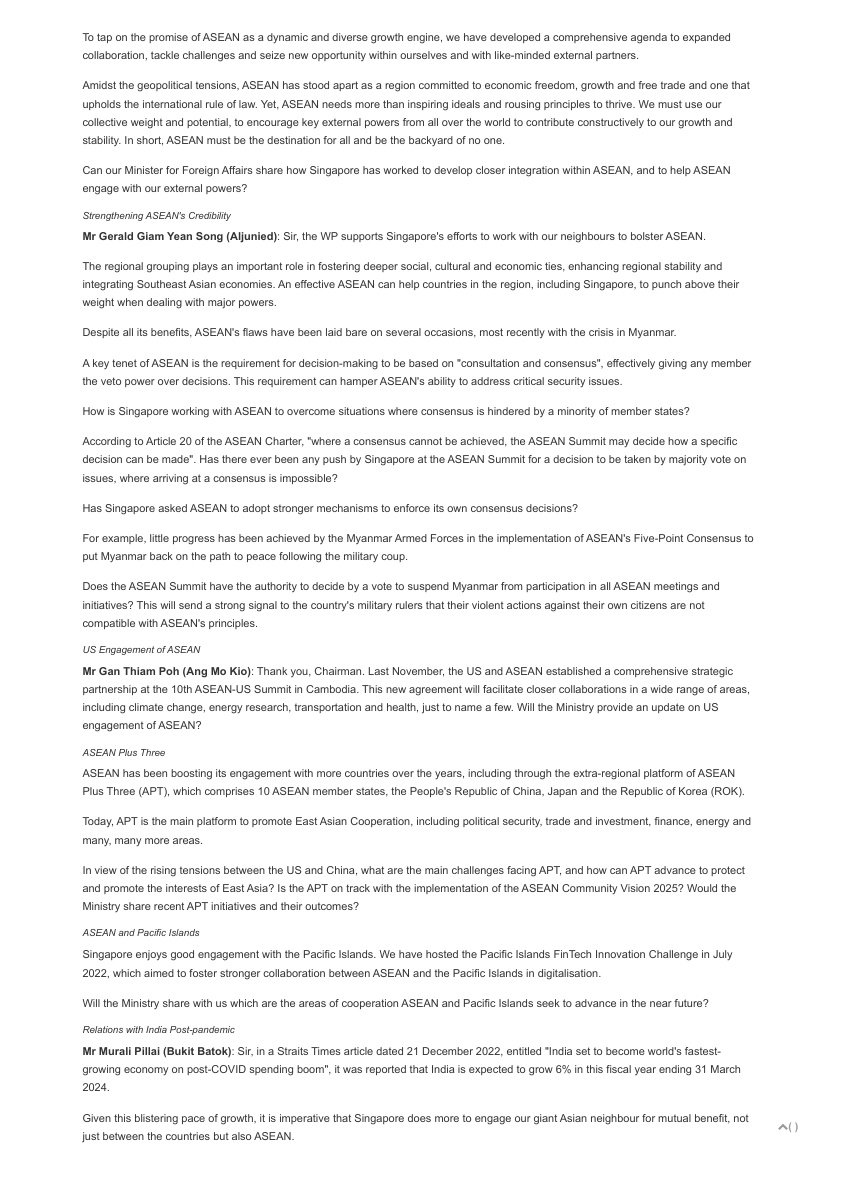 To tap on the promise of ASEAN as a dynamic and diverse growth engine, we have developed a comprehensive agenda to expanded
collaboration, tackle challenges and seize new opportunity within ourselves and with like-minded external partners.
Amidst the geopolitical tensions, ASEAN has stood apart as a region committed to economic freedom, growth and free trade and one that
upholds the international rule of law. Yet, ASEAN needs more than inspiring ideals and rousing principles to thrive. We must use our
collective weight and potential, to encourage key external powers from all over the world to contribute constructively to our growth and
stability. In short, ASEAN must be the destination for all and be the backyard of no one.
Can our Minister for Foreign Affairs share how Singapore has worked to develop closer integration within ASEAN, and to help ASEAN
engage with our external powers?
Strengthening ASEAN's Credibility
Mr Gerald Giam Yean Song (Aljunied): Sir, the WP supports Singapore's efforts to work with our neighbours to bolster ASEAN.
The regional grouping plays an important role in fostering deeper social, cultural and economic ties, enhancing regional stability and
integrating Southeast Asian economies. An effective ASEAN can help countries in the region, including Singapore, to punch above their
weight when dealing with major powers.
Despite all its benefits, ASEAN's flaws have been laid bare on several occasions, most recently with the crisis in Myanmar.
A key tenet of ASEAN is the requirement for decision-making to be based on "consultation and consensus", effectively giving any member
the veto power over decisions. This requirement can hamper ASEAN's ability to address critical security issues.
How is Singapore working with ASEAN to overcome situations where consensus is hindered by a minority of member states?
According to Article 20 of the ASEAN Charter, "where a consensus cannot be achieved, the ASEAN Summit may decide how a specific
decision can be made". Has there ever been any push by Singapore at the ASEAN Summit for a decision to be taken by majority vote on
issues, where arriving at a consensus is impossible?
Has Singapore asked ASEAN to adopt stronger mechanisms to enforce its own consensus decisions?
For example, little progress has been achieved by the Myanmar Armed Forces in the implementation of ASEAN's Five-Point Consensus to
put Myanmar back on the path to peace following the military coup.
Does the ASEAN Summit have the authority to decide by a vote to suspend Myanmar from participation in all ASEAN meetings and
initiatives? This will send a strong signal to the country's military rulers that their violent actions against their own citizens are not
compatible with ASEAN's principles.
US Engagement of ASEAN
Mr Gan Thiam Poh (Ang Mo Kio): Thank you, Chairman. Last November, the US and ASEAN established a comprehensive strategic
partnership at the 10th ASEAN-US Summit in Cambodia. This new agreement will facilitate closer collaborations in a wide range of areas,
including climate change, energy research, transportation and health, just to name a few. Will the Ministry provide an update on US
engagement of ASEAN?
ASEAN Plus Three
ASEAN has been boosting its engagement with more countries over the years, including through the extra-regional platform of ASEAN
Plus Three (APT), which comprises 10 ASEAN member states, the People's Republic of China, Japan and the Republic of Korea (ROK).
Today, APT is the main platform to promote East Asian Cooperation, including political security, trade and investment, finance, energy and
many, many more areas.
In view of the rising tensions between the US and China, what are the main challenges facing APT, and how can APT advance to protect
and promote the interests of East Asia? Is the APT on track with the implementation of the ASEAN Community Vision 2025? Would the
Ministry share recent APT initiatives and their outcomes?
ASEAN and Pacific Islands
Singapore enjoys good engagement with the Pacific Islands. We have hosted the Pacific Islands FinTech Innovation Challenge in July
2022, which aimed to foster stronger collaboration between ASEAN and the Pacific Islands in digitalisation.
Will the Ministry share with us which are the areas of cooperation ASEAN and Pacific Islands seek to advance in the near future?
Relations with India Post-pandemic
Mr Murali Pillai (Bukit Batok): Sir, in a Straits Times article dated 21 December 2022, entitled "India set to become world's fastest-
growing economy on post-COVID spending boom", it was reported that India is expected to grow 6% in this fiscal year ending 31 March
2024.
Given this blistering pace of growth, it is imperative that Singapore does more to engage our giant Asian neighbour for mutual benefit, not
just between the countries but also ASEAN.
( )